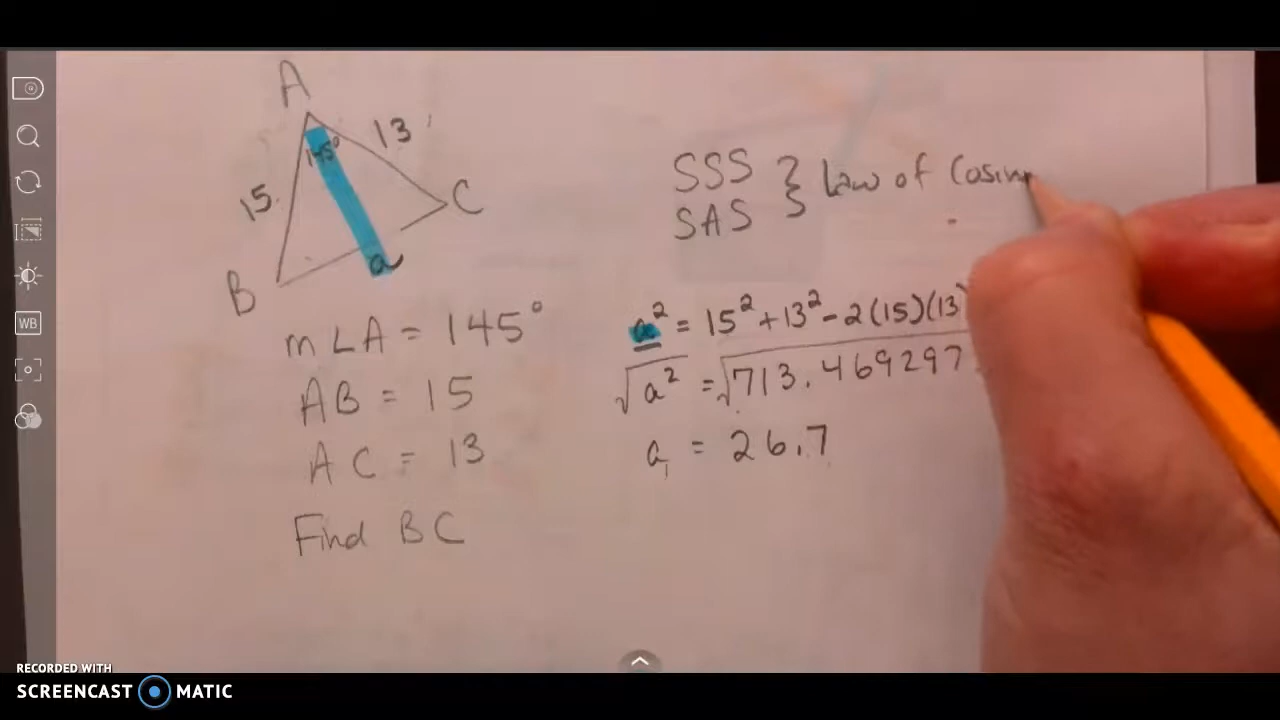 A
145°
13
15
C
B
a
m∠A = 145°
AB = 15
AC = 13
Find BC
SSS
SAS } Law of Cosin
a² = 15² + 13² - 2(15)(13)
√a² = √713.469297
a = 26.7
WB
RECORDED WITH
SCREENCAST MATIC